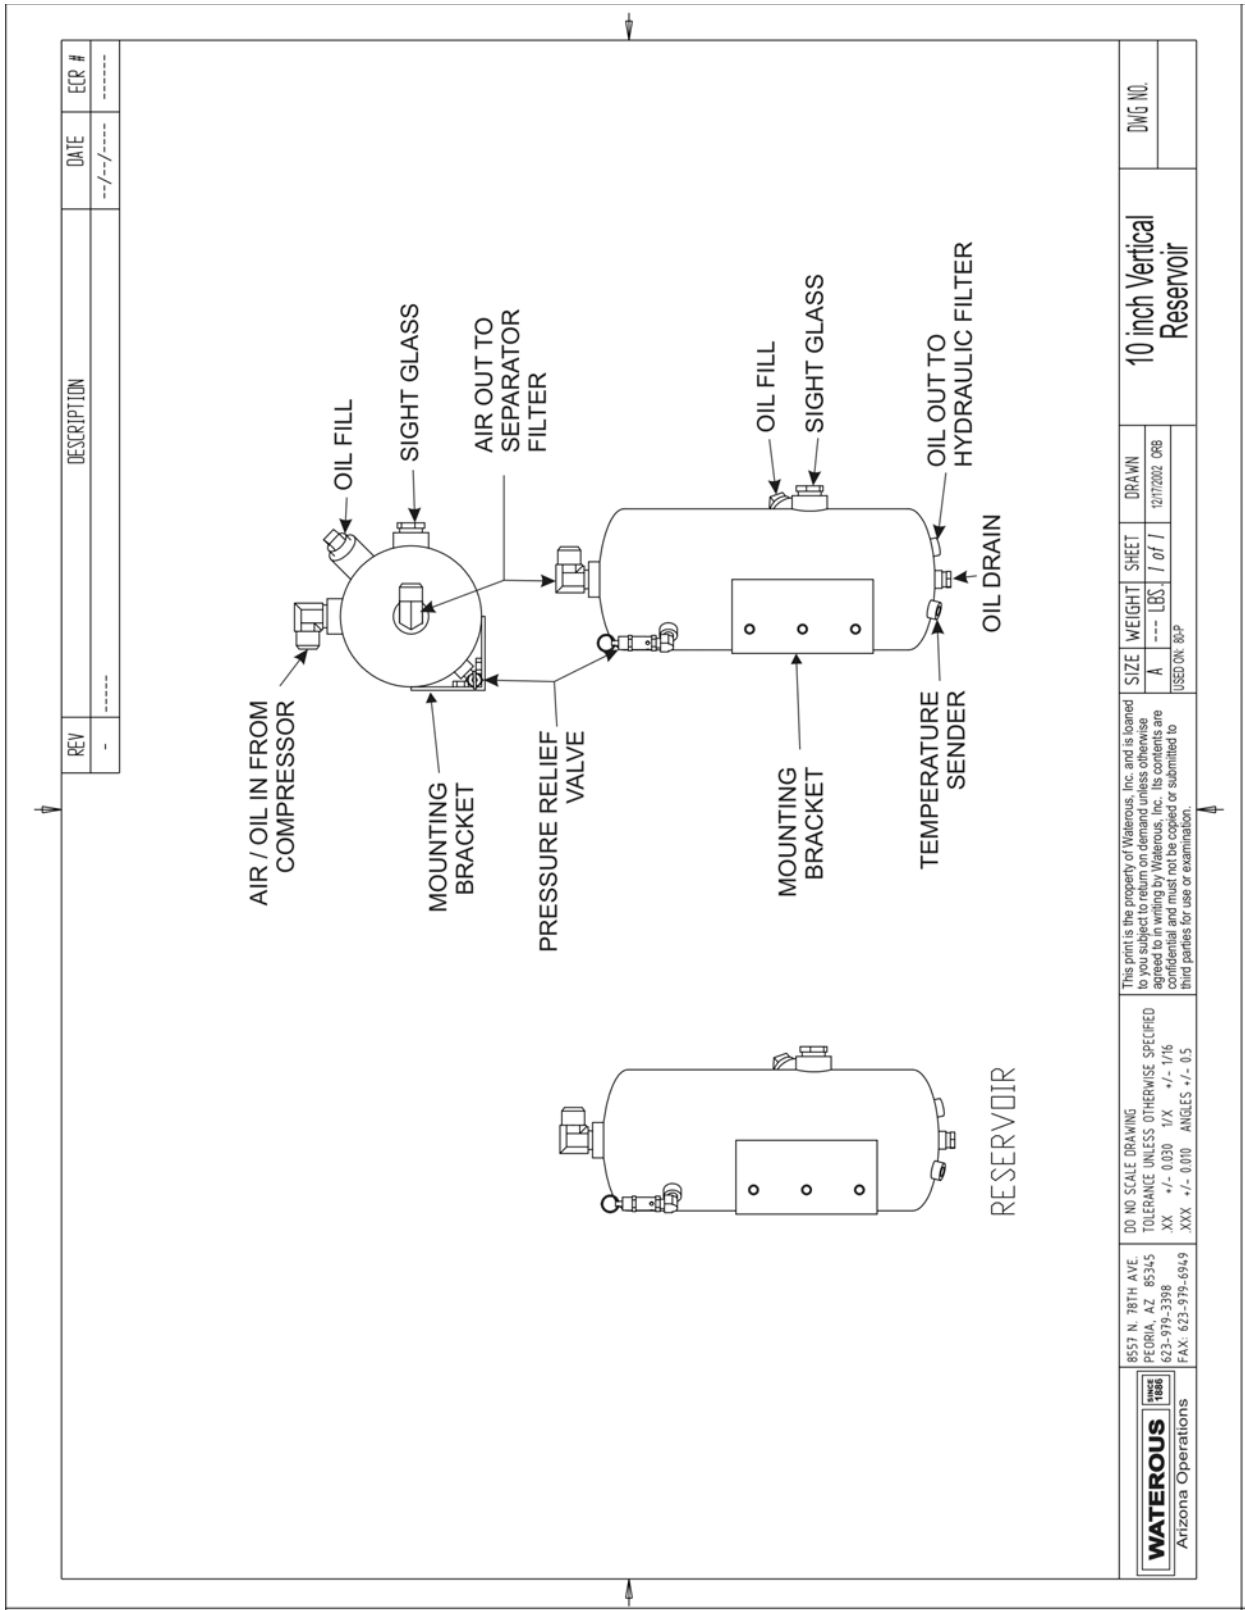 REV
DESCRIPTION
DATE
ECR #
-
-----
--/--/----
------
AIR / OIL IN FROM
COMPRESSOR
OIL FILL
SIGHT GLASS
MOUNTING
BRACKET
AIR OUT TO
SEPARATOR
FILTER
PRESSURE RELIEF
VALVE
OIL FILL
SIGHT GLASS
MOUNTING
BRACKET
TEMPERATURE
SENDER
OIL DRAIN
OIL OUT TO
HYDRAULIC FILTER
RESERVOIR
WATEROUS
SINCE
1886
Arizona Operations
8557 N. 78TH AVE.
PEORIA, AZ 85345
623-979-3398
FAX: 623-979-6949
DO NO SCALE DRAWING
TOLERANCE UNLESS OTHERWISE SPECIFIED
.XX +/- 0.030 1/X +/- 1/16
.XXX +/- 0.010 ANGLES +/- 0.5
This print is the property of Waterous, Inc. and is loaned
to you subject to return on demand unless otherwise
agreed to in writing by Waterous, Inc. Its contents are
confidential and must not be copied or submitted to
third parties for use or examination.
SIZE
WEIGHT
SHEET
DRAWN
A
--- LBS.
1 of 1
12/17/2002 ORB
USED ON: 80-P
10 inch Vertical
Reservoir
DWG NO.